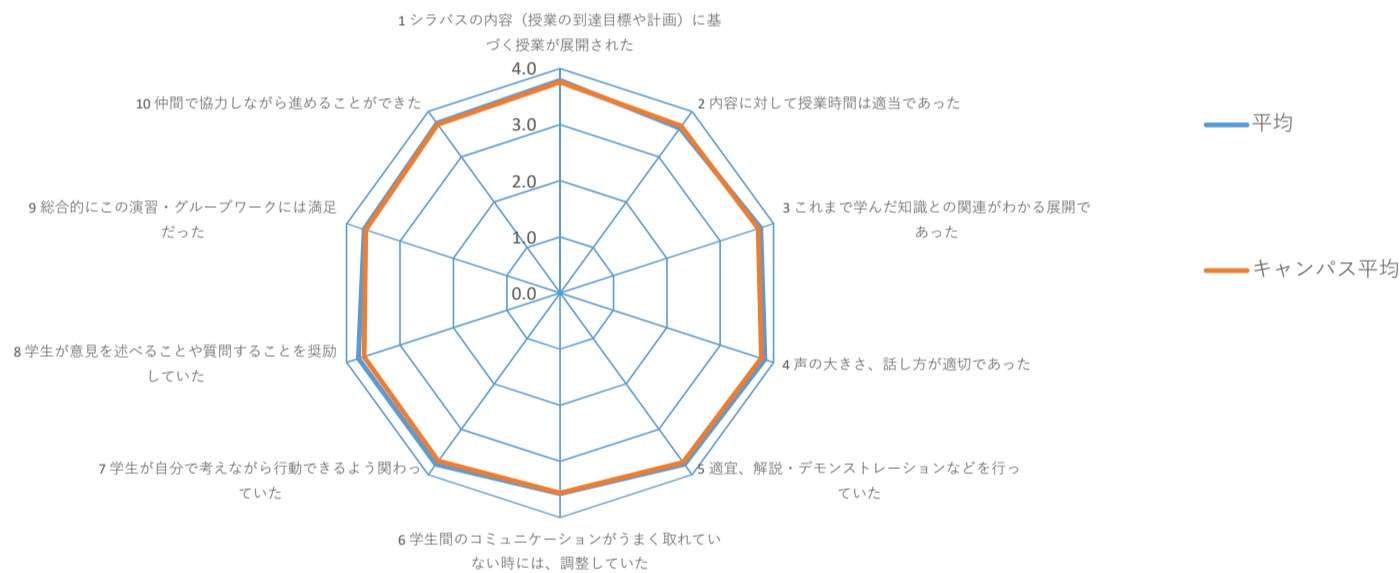 1 シラバスの内容（授業の到達目標や計画）に基
づく授業が展開された
4.0
3.0
2.0
1.0
0.0
2 内容に対して授業時間は適当であった
3 これまで学んだ知識との関連がわかる展開で
あった
4 声の大きさ、話し方が適切であった
5 適宜、解説・デモンストレーションなどを行っ
ていた
6 学生間のコミュニケーションがうまく取れてい
ない時には、調整していた
7 学生が自分で考えながら行動できるよう関わっ
ていた
8 学生が意見を述べることや質問することを奨励
していた
9 総合的にこの演習・グループワークには満足
だった
10 仲間で協力しながら進めることができた
平均
キャンパス平均